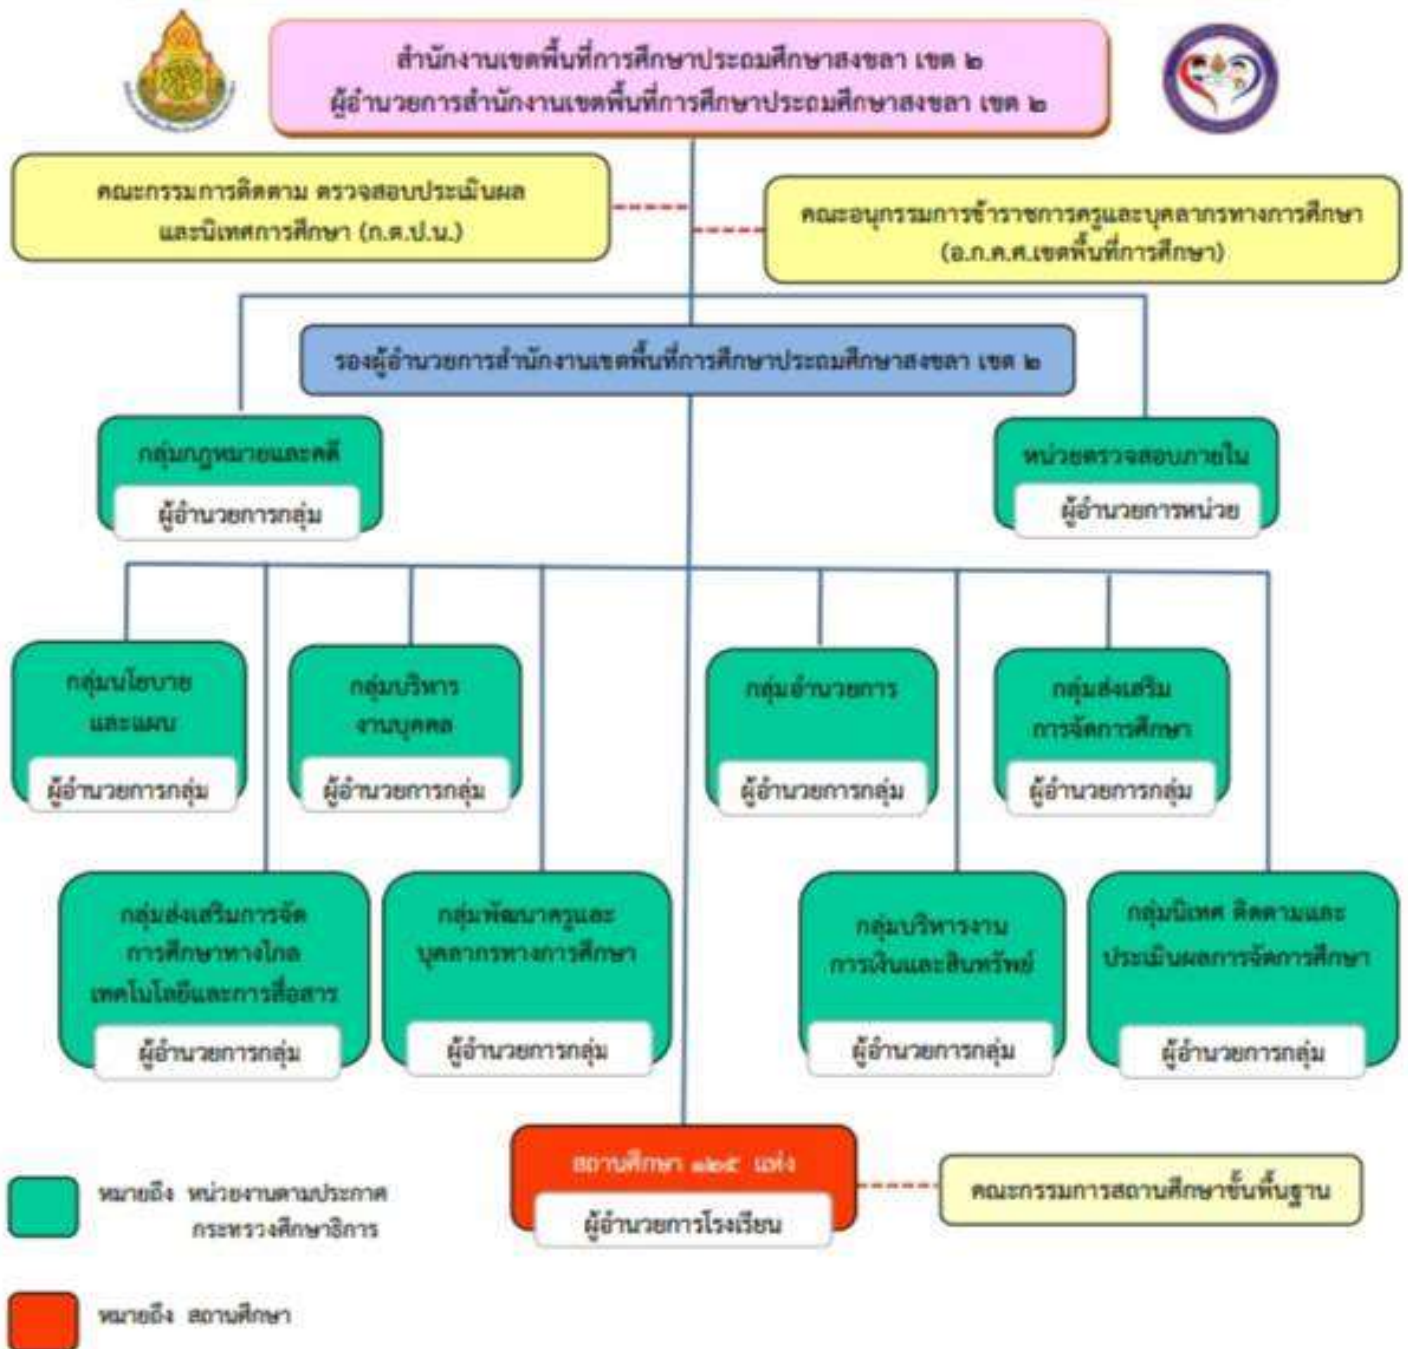 สำนักงานเขตพื้นที่การศึกษาประถมศึกษาสงขลา เขต ๒
ผู้อำนวยการสำนักงานเขตพื้นที่การศึกษาประถมศึกษาสงขลา เขต ๒
คณะกรรมการติดตาม ตรวจสอบประเมินผล
และนิเทศการศึกษา (ก.ต.ป.น.)
คณะอนุกรรมการข้าราชการครูและบุคลากรทางการศึกษา
(อ.ก.ค.ศ.เขตพื้นที่การศึกษา)
รองผู้อำนวยการสำนักงานเขตพื้นที่การศึกษาประถมศึกษาสงขลา เขต ๒
กลุ่มกฎหมายและคดี
ผู้อำนวยการกลุ่ม
หน่วยตรวจสอบภายใน
ผู้อำนวยการหน่วย
กลุ่มนโยบาย
และแผน
ผู้อำนวยการกลุ่ม
กลุ่มบริหาร
งานบุคคล
ผู้อำนวยการกลุ่ม
กลุ่มอำนวยการ
ผู้อำนวยการกลุ่ม
กลุ่มส่งเสริม
การจัดการศึกษา
ผู้อำนวยการกลุ่ม
กลุ่มส่งเสริมการจัด
การศึกษาทางไกล
เทคโนโลยีและการสื่อสาร
ผู้อำนวยการกลุ่ม
กลุ่มพัฒนาครูและ
บุคลากรทางการศึกษา
ผู้อำนวยการกลุ่ม
กลุ่มบริหารงาน
การเงินและสินทรัพย์
ผู้อำนวยการกลุ่ม
กลุ่มนิเทศ ติดตามและ
ประเมินผลการจัดการศึกษา
ผู้อำนวยการกลุ่ม
สถานศึกษา ๑๒๕ แห่ง
ผู้อำนวยการโรงเรียน
คณะกรรมการสถานศึกษาขั้นพื้นฐาน
หมายถึง หน่วยงานตามประกาศ
กระทรวงศึกษาธิการ
หมายถึง สถานศึกษา